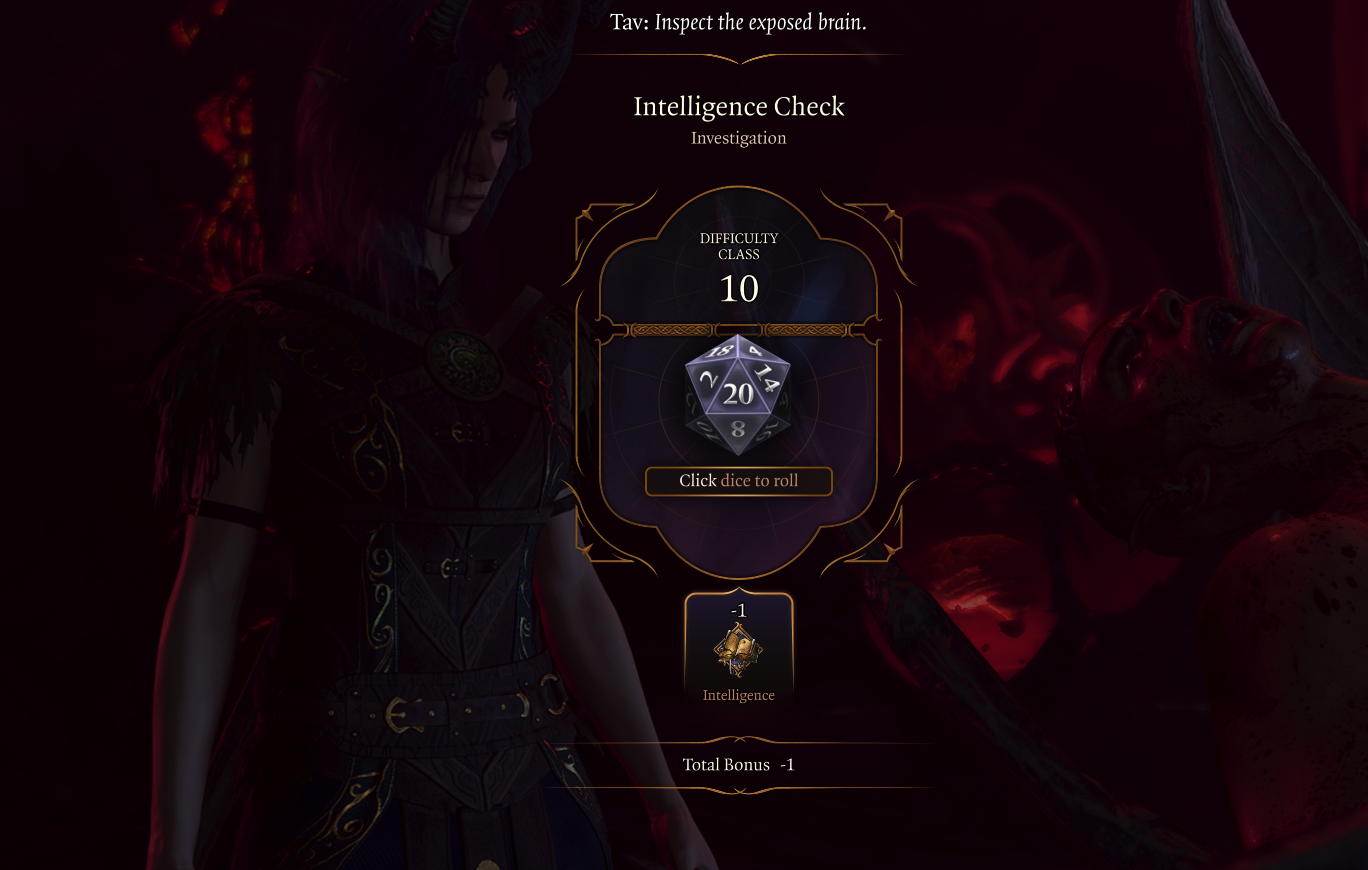 Tav: Inspect the exposed brain.
Intelligence Check
Investigation
DIFFICULTY
CLASS
10
18 4
2 14
20
8
Click dice to roll
-1
Intelligence
Total Bonus -1